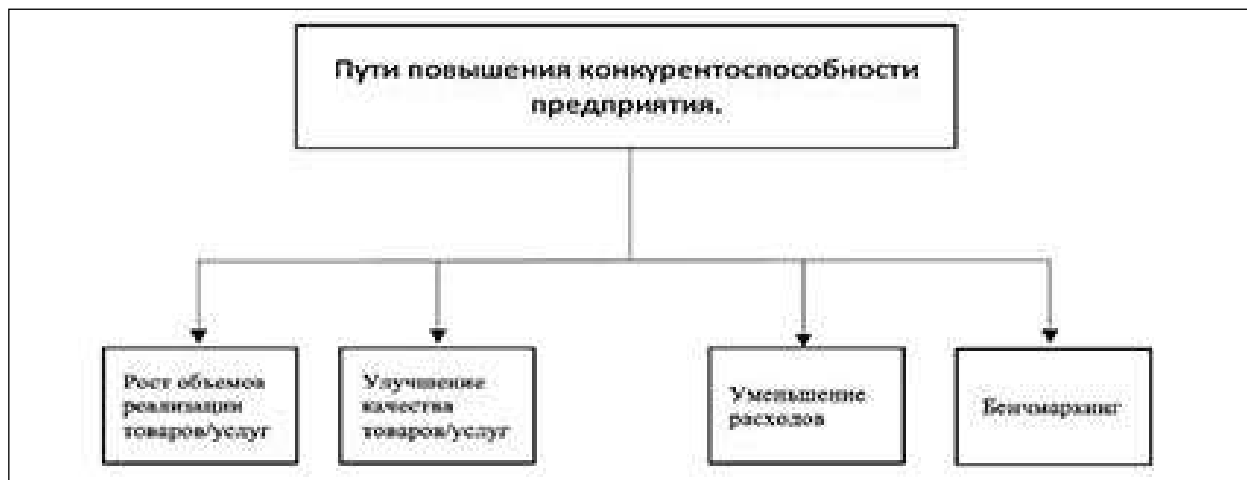 Пути повышения конкурентоспособности
предприятия.
Рост объемов
реализации
товаров/услуг
Улучшение
качества
товаров/услуг
Уменьшение
расходов
Бенчмаркинг